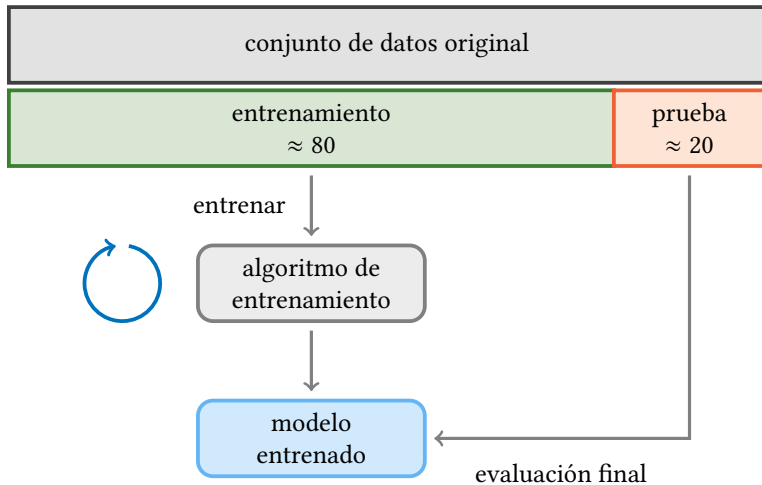 conjunto de datos original
entrenamiento
≈ 80
prueba
≈ 20
entrenar
algoritmo de
entrenamiento
modelo
entrenado
evaluación final